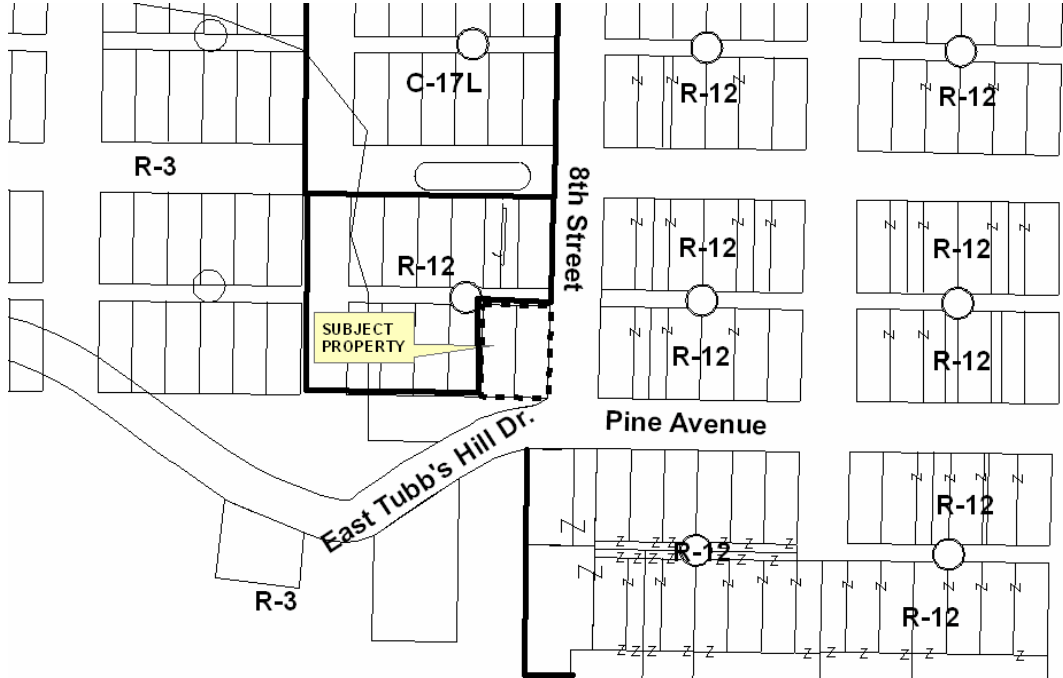 C-17L
R-12
R-12
R-3
8th Street
R-12
R-12
R-12
SUBJECT
PROPERTY
R-12
R-12
Pine Avenue
East Tubb's Hill Dr.
R-12
R-12
R-3
R-12